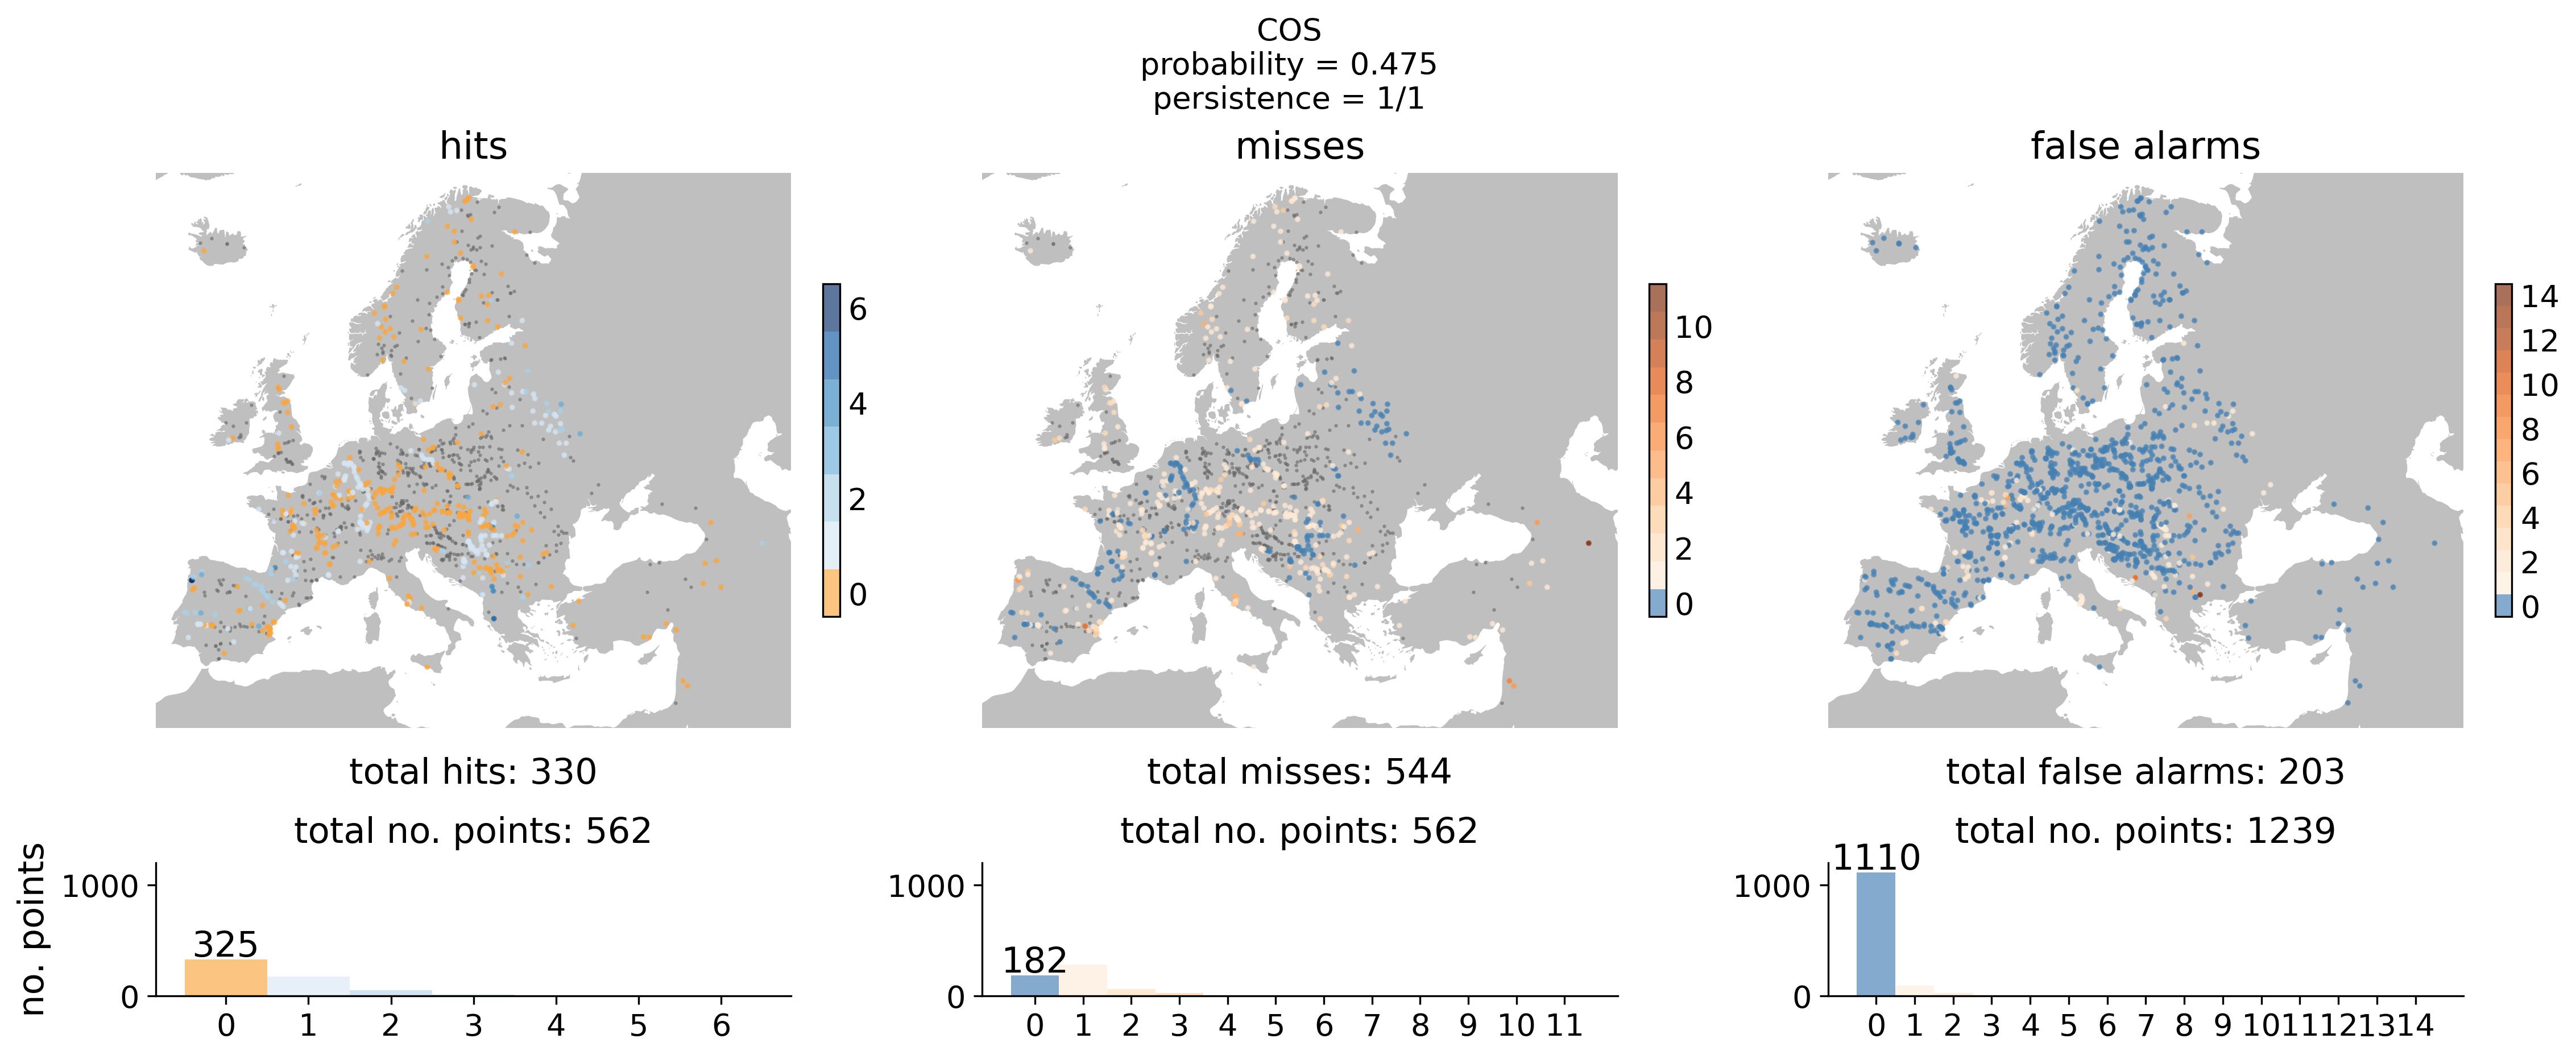 COS
probability = 0.475
persistence = 1/1
hits
misses
false alarms
6
4
2
0
10
8
6
4
2
0
14
12
10
8
6
4
2
0
total hits: 330
total misses: 544
total false alarms: 203
total no. points: 562
total no. points: 562
total no. points: 1239
no. points
1000
0
325
0 1 2 3 4 5 6
1000
0
182
0 1 2 3 4 5 6 7 8 9 10 11
1000
0
1110
0 1 2 3 4 5 6 7 8 9 10 11 12 13 14